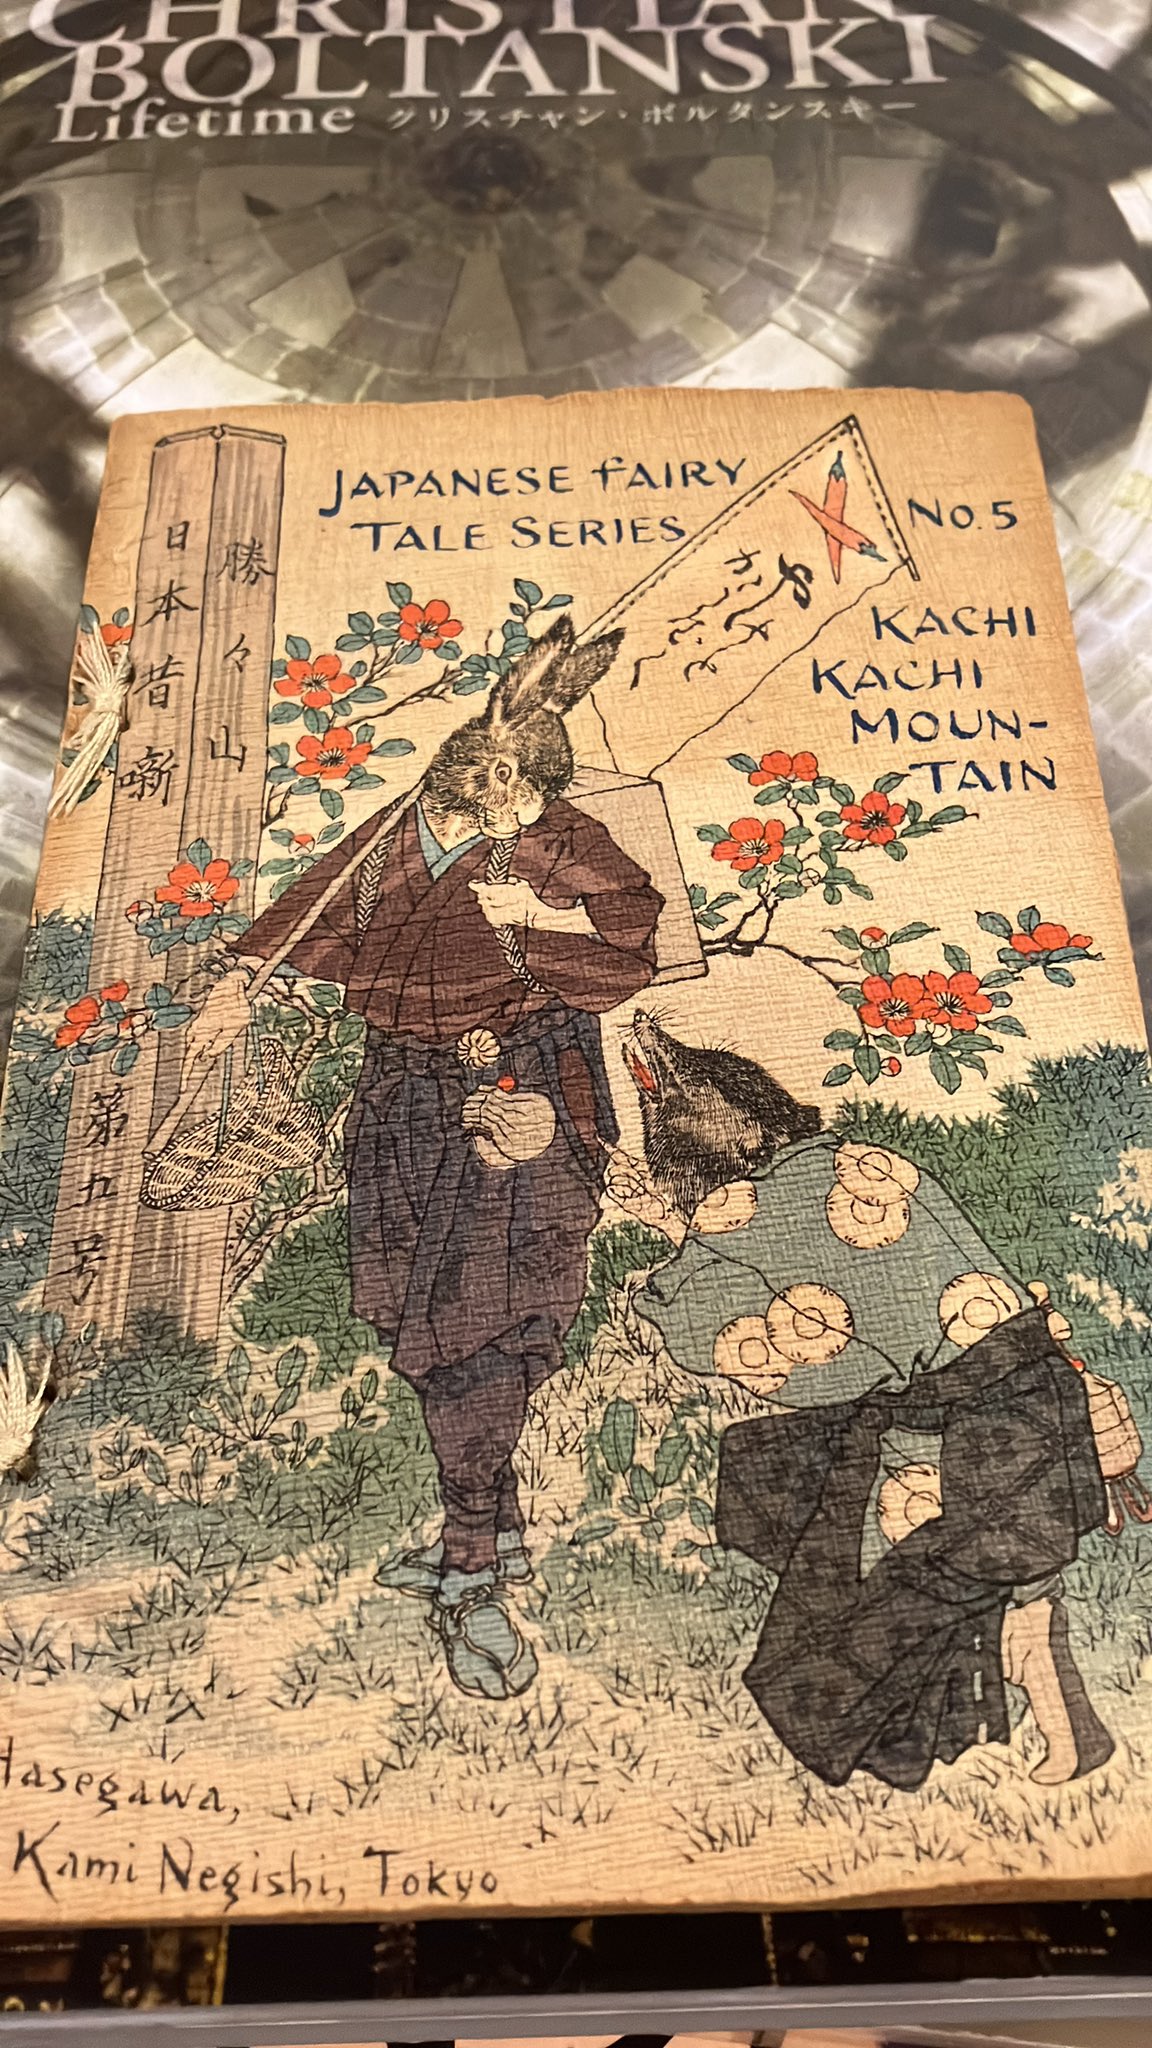 CHRISTIAN
BOLTANSKI
Lifetime クリスチャン・ボルタンスキー
JAPANESE FAIRY
TALE SERIES
No. 5
KACHI
KACHI
MOUN-
TAIN
勝々山
日本昔噺
第五号
Hasegawa,
Kami Negishi, Tokyo